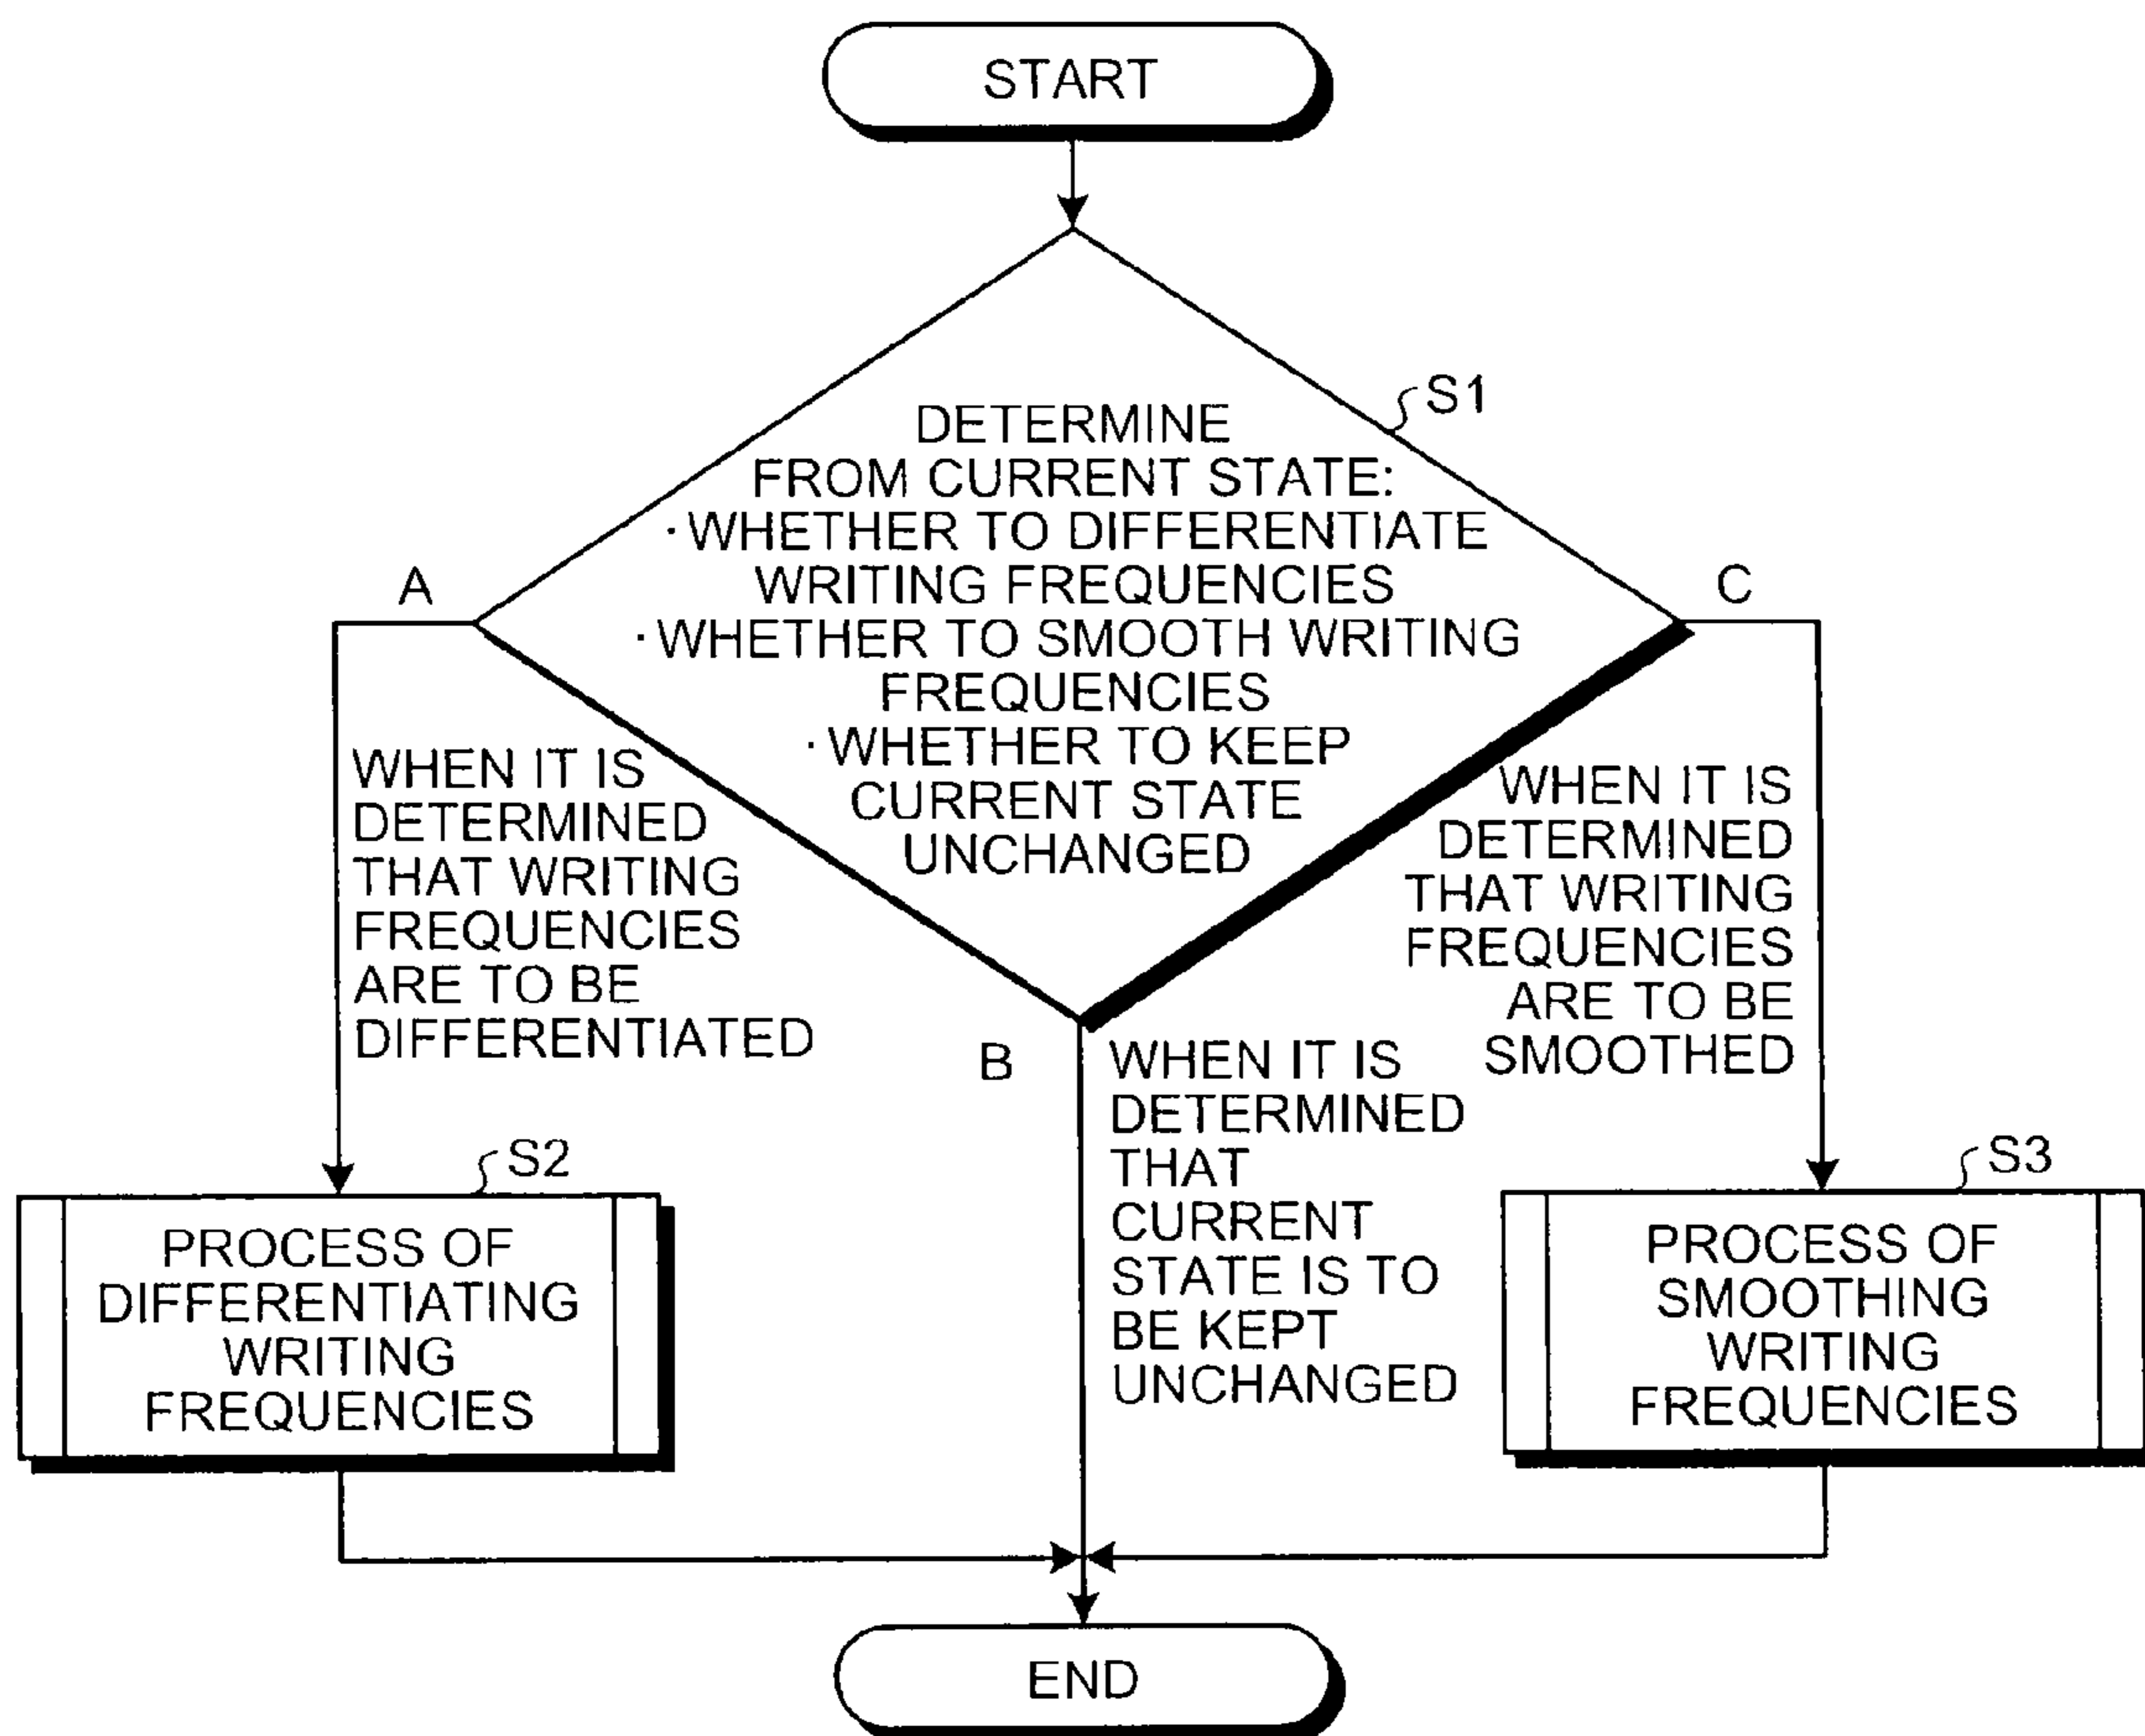 START
S1
DETERMINE
FROM CURRENT STATE:
·WHETHER TO DIFFERENTIATE
WRITING FREQUENCIES
·WHETHER TO SMOOTH WRITING
FREQUENCIES
·WHETHER TO KEEP
CURRENT STATE
UNCHANGED
A
WHEN IT IS
DETERMINED
THAT WRITING
FREQUENCIES
ARE TO BE
DIFFERENTIATED
B
WHEN IT IS
DETERMINED
THAT
CURRENT
STATE IS TO
BE KEPT
UNCHANGED
C
WHEN IT IS
DETERMINED
THAT WRITING
FREQUENCIES
ARE TO BE
SMOOTHED
S2
PROCESS OF
DIFFERENTIATING
WRITING
FREQUENCIES
S3
PROCESS OF
SMOOTHING
WRITING
FREQUENCIES
END